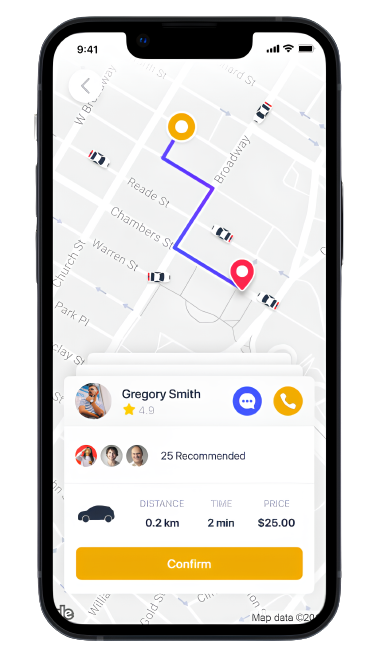 9:41
W Broadway
Broadway
Reade St
Chambers St
Warren St
Church St
Park Pl
Gregory Smith
4.9
25 Recommended
DISTANCE TIME PRICE
0.2 km 2 min $25.00
Confirm
Gold St
Map data ©20